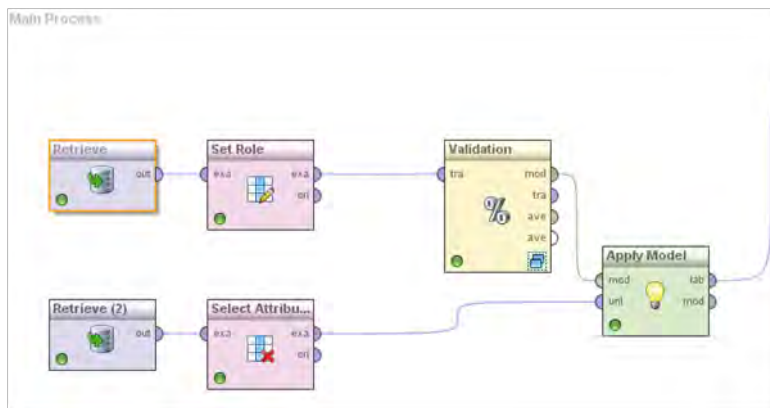 Main Process
Retrieve
out
Set Role
exa
exa
ori
Validation
tra
mod
tra
ave
ave
%
Apply Model
mod
lab
unl
mod
Retrieve (2)
out
Select Attribu...
exa
exa
ori